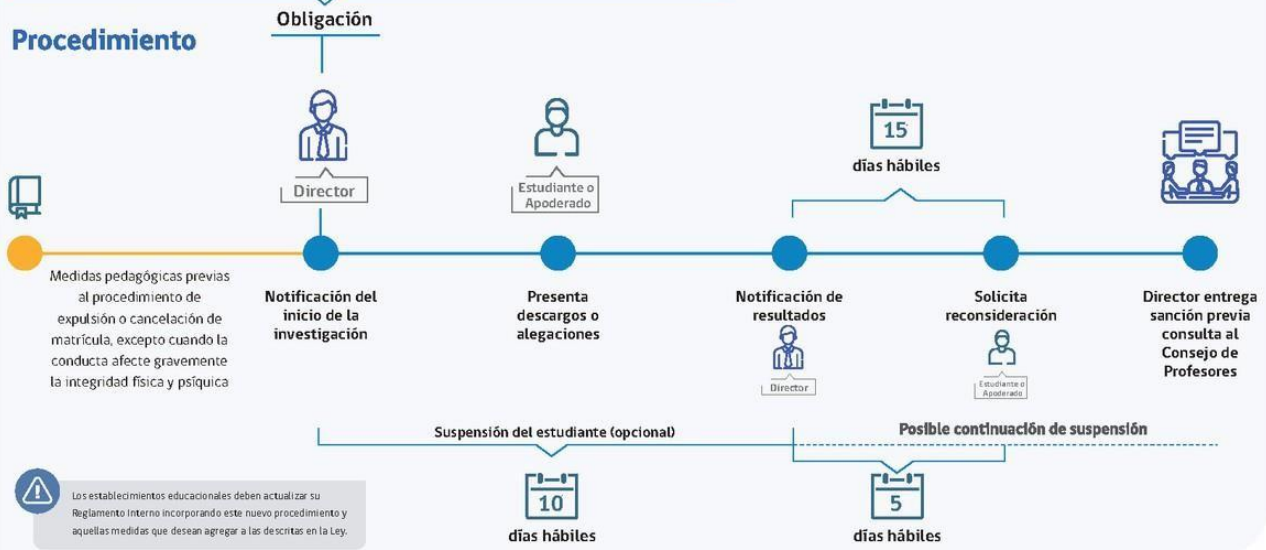 Obligación
Procedimiento
Director
Estudiante o
Apoderado
15
días hábiles
Medidas pedagógicas previas
al procedimiento de
expulsión o cancelación de
matrícula, excepto cuando la
conducta afecte gravemente
la integridad física y psíquica
Notificación del
inicio de la
investigación
Presenta
descargos o
alegaciones
Notificación de
resultados
Director
Solicita
reconsideración
Estudiante o
Apoderado
Director entrega
sanción previa
consulta al
Consejo de
Profesores
Suspensión del estudiante (opcional)
Posible continuación de suspensión
10
días hábiles
5
días hábiles
Los establecimientos educacionales deben actualizar su
Reglamento Interno incorporando este nuevo procedimiento y
aquellas medidas que desean agregar a las descritas en la Ley.